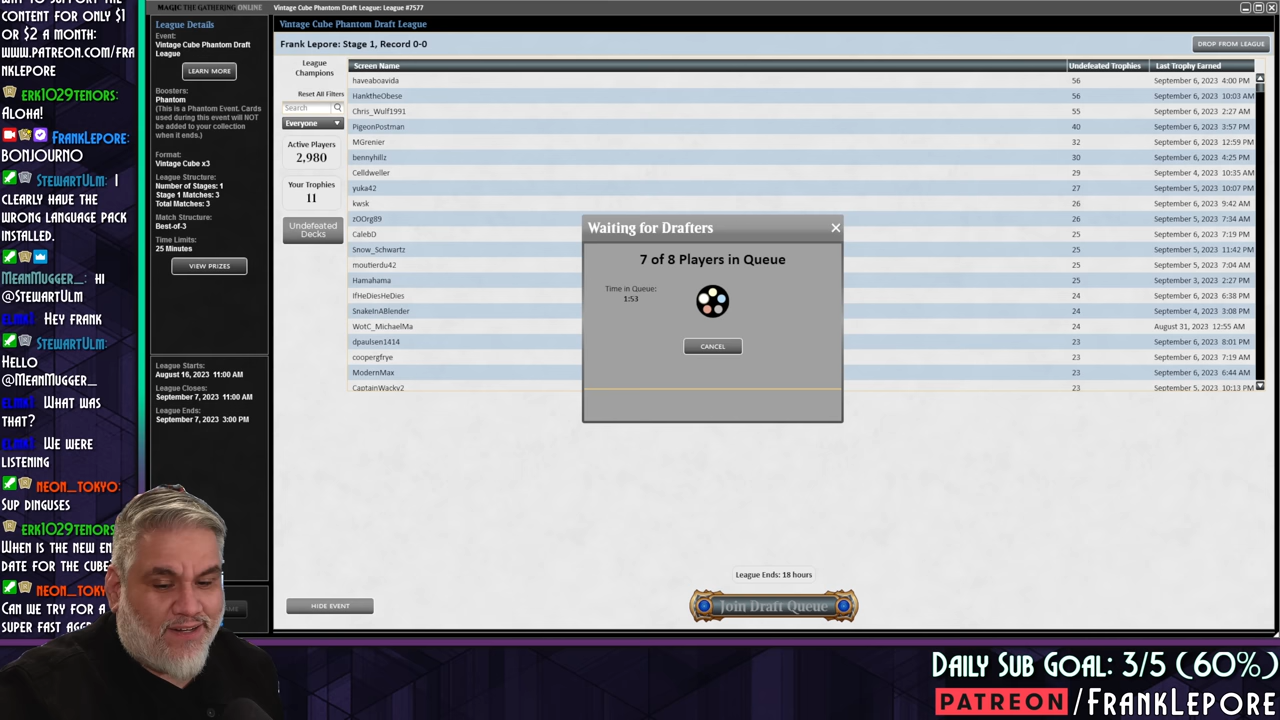 WAY TO SUPPORT THE
CONTENT FOR ONLY $1
OR $2 A MONTH:
WWW.PATREON.COM/FRA
NKLEPORE
ERK1029TENORS:
ALOHA!
FRANKLEPORE:
BONJOURNO
STEWARTULM: I
CLEARLY HAVE THE
WRONG LANGUAGE PACK
INSTALLED.
MEANMUGGER_: HI
@STEWARTULM
ELMK5: HEY FRANK
STEWARTULM:
HELLO
@MEANMUGGER_
WHAT WAS
THAT?
WE WERE
LISTENING
NEON_TOKYO:
SUP DINGUSES
ERK1029TENORS
WHEN IS THE NEW EN
DATE FOR THE CUBE
NEON_TOKY
CAN WE TRY FOR A
SUPER FAST AGG
MAGIC THE GATHERING ONLINE
Vintage Cube Phantom Draft League: League #7577
League Details
Event:
Vintage Cube Phantom Draft
League
LEARN MORE
Boosters:
Phantom
(This is a Phantom Event. Cards
used during this event will NOT
be added to your collection
when it ends.)
Format:
Vintage Cube x3
League Structure:
Number of Stages: 1
Stage 1 Matches: 3
Total Matches: 3
Match Structure:
Best-of-3
Time Limits:
25 Minutes
VIEW PRIZES
League Starts:
August 16, 2023 11:00 AM
League Closes:
September 7, 2023 11:00 AM
League Ends:
September 7, 2023 3:00 PM
Vintage Cube Phantom Draft League
Frank Lepore: Stage 1, Record 0-0
DROP FROM LEAGUE
League
Champions
Reset All Filters
Search
Everyone
Active Players
2,980
Your Trophies
11
Undefeated
Decks
Screen Name Undefeated Trophies Last Trophy Earned
haveaboavida 56 September 6, 2023 4:00 PM
HanktheObese 56 September 6, 2023 10:03 AM
Chris_Wulf1991 55 September 6, 2023 2:27 AM
PigeonPostman 40 September 6, 2023 3:57 PM
MGrenier 32 September 6, 2023 12:59 PM
bennyhillz 30 September 6, 2023 4:25 PM
Celldweller 29 September 4, 2023 10:35 AM
yuka42 27 September 5, 2023 10:07 PM
kwsk 26 September 6, 2023 9:42 AM
zOOrg89 26 September 5, 2023 7:34 AM
CalebD 25 September 6, 2023 7:19 PM
Snow_Schwartz 25 September 5, 2023 11:42 PM
moutierdu42 25 September 6, 2023 7:04 AM
Hamahama 25 September 3, 2023 2:27 PM
IfHeDiesHeDies 24 September 6, 2023 6:38 PM
SnakeInABlender 24 September 4, 2023 3:08 PM
WotC_MichaelMa 24 August 31, 2023 12:55 AM
dpaulsen1414 23 September 6, 2023 8:01 PM
coopergfrye 23 September 6, 2023 7:19 AM
ModernMax 23 September 6, 2023 6:44 AM
CaptainWacky2 23 September 5, 2023 10:13 PM
Waiting for Drafters
7 of 8 Players in Queue
Time in Queue:
1:53
CANCEL
League Ends: 18 hours
HIDE EVENT
Join Draft Queue
DAILY SUB GOAL: 3/5 (60%)
PATREON/FRANKLEPORE